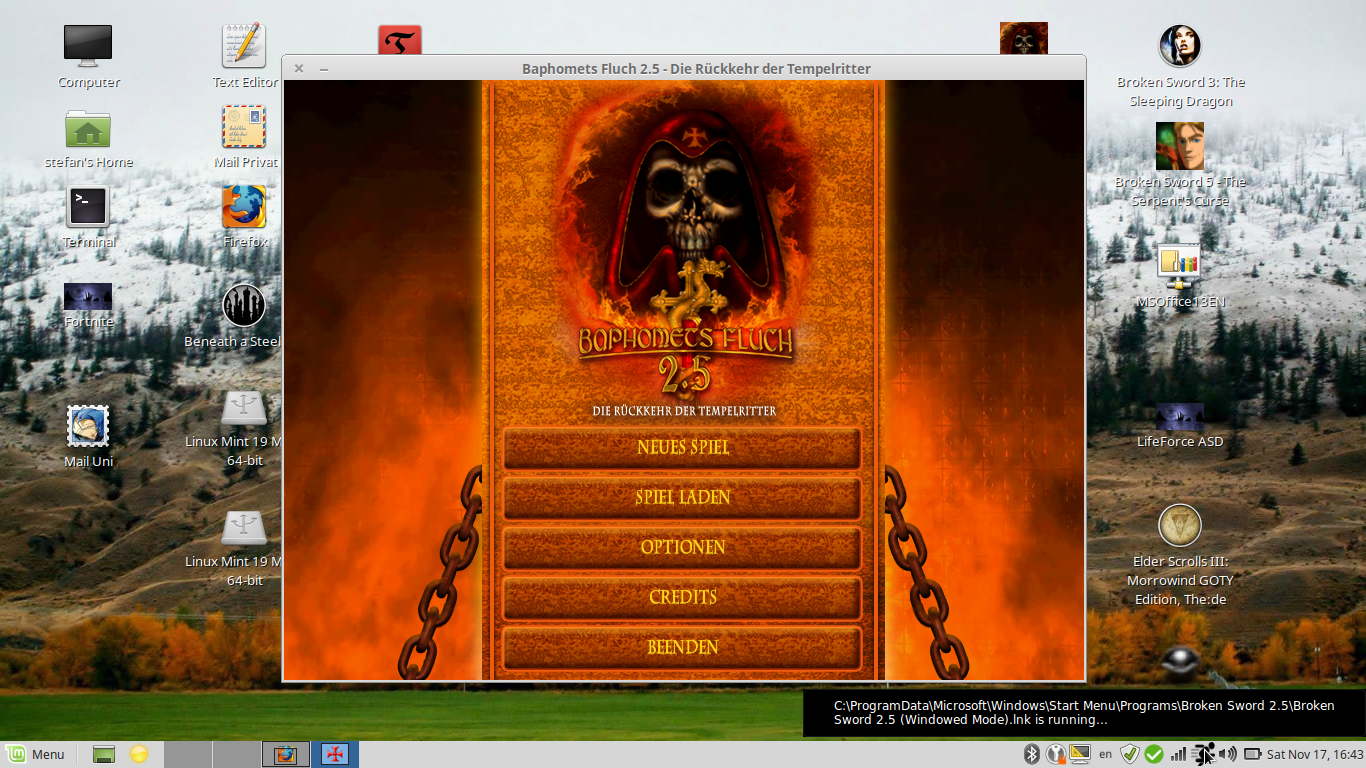 Computer
Text Editor
stefan's Home
Mail Privat
Terminal
Firefox
Fortnite
Beneath a Steel
Mail Uni
Linux Mint 19 M
64-bit
Linux Mint 19 M
64-bit
Baphomets Fluch 2.5 - Die Rückkehr der Tempelritter
BAPHOMETS FLUCH
2.5
DIE RÜCKKEHR DER TEMPELRITTER
NEUES SPIEL
SPIEL LADEN
OPTIONEN
CREDITS
BEENDEN
Broken Sword 3: The
Sleeping Dragon
Broken Sword 5 - The
Serpent's Curse
MSOffice13EN
LifeForce ASD
Elder Scrolls III:
Morrowind GOTY
Edition, The:de
C:\ProgramData\Microsoft\Windows\Start Menu\Programs\Broken Sword 2.5\Broken
Sword 2.5 (Windowed Mode).lnk is running...
Menu
en
Sat Nov 17, 16:43